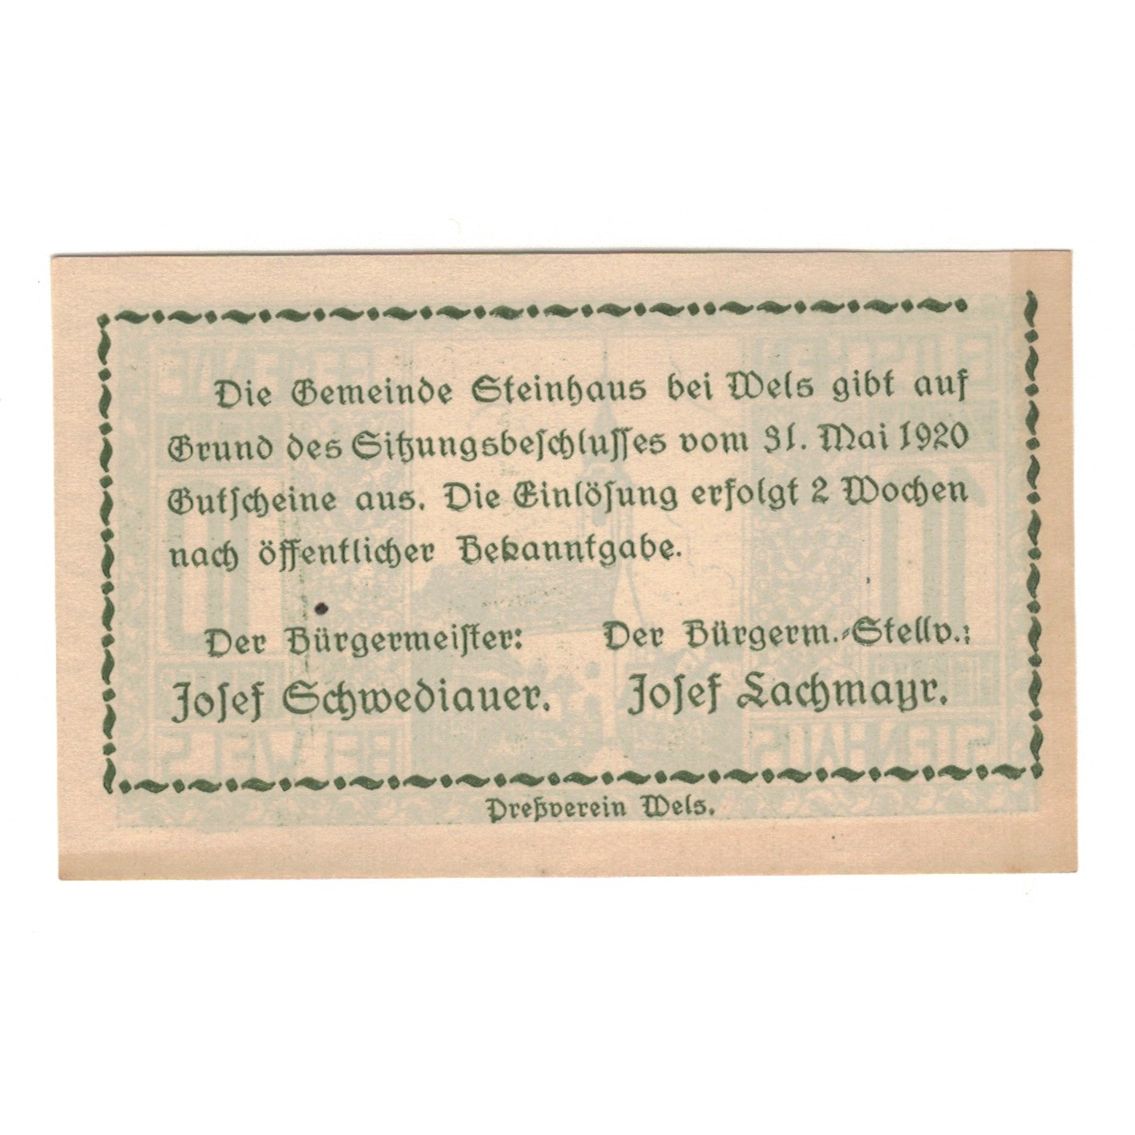 Die Gemeinde Steinhaus bei Wels gibt auf
Grund des Sitzungsbeschlusses vom 31. Mai 1920
Gutscheine aus. Die Einlösung erfolgt 2 Wochen
nach öffentlicher Bekanntgabe.
Der Bürgermeister:
Josef Schwediauer.
Der Bürgerm.-Stellv.:
Josef Lachmayr.
Preßverein Wels.